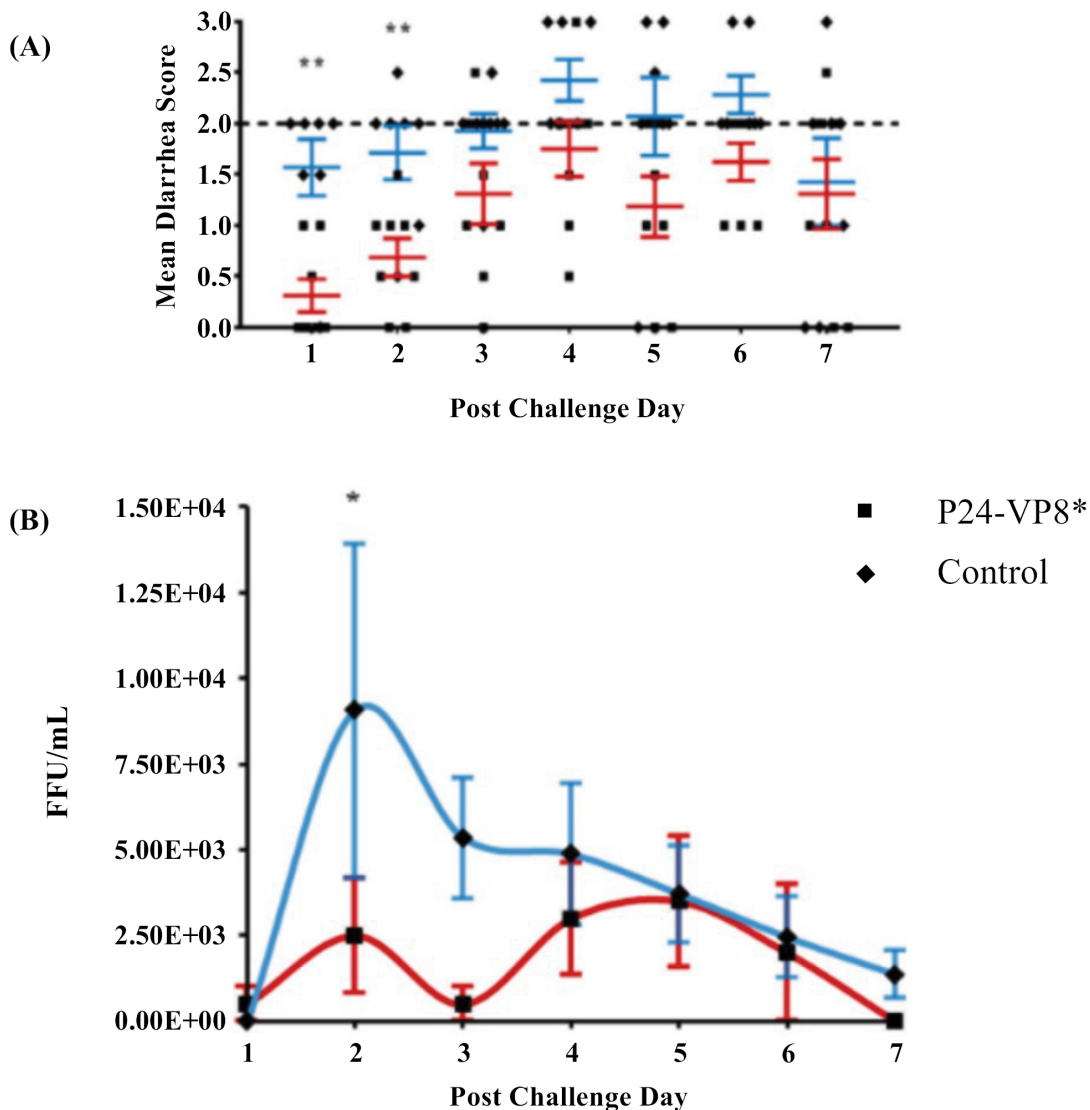 (A)
Mean DIarrhea Score
3.0
2.5
2.0
1.5
1.0
0.5
0.0
**
**
1 2 3 4 5 6 7
Post Challenge Day
(B)
FFU/mL
1.50E+04
1.25E+04
1.00E+04
7.50E+03
5.00E+03
2.50E+03
0.00E+00
*
P24-VP8*
Control
1 2 3 4 5 6 7
Post Challenge Day